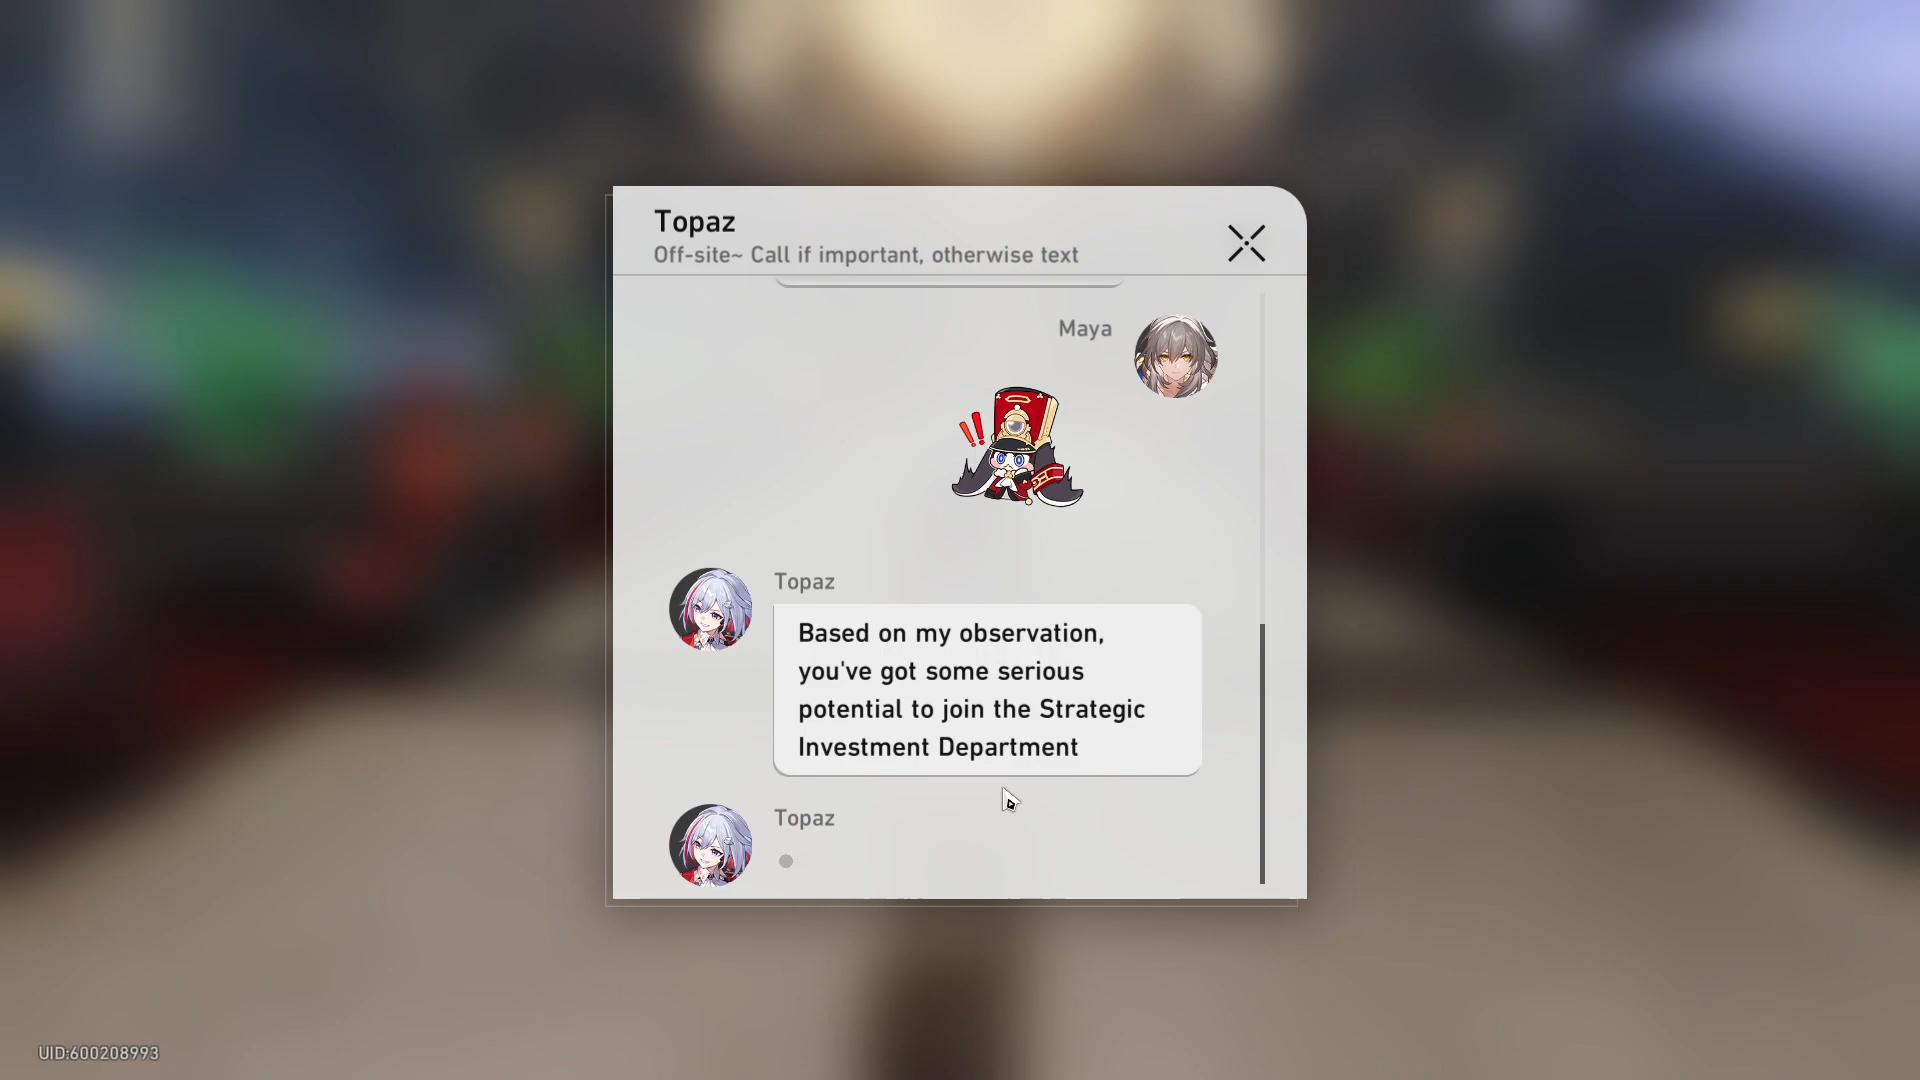 Topaz
Off-site~ Call if important, otherwise text
Maya
Topaz
Based on my observation,
you've got some serious
potential to join the Strategic
Investment Department
Topaz
UID:600208993